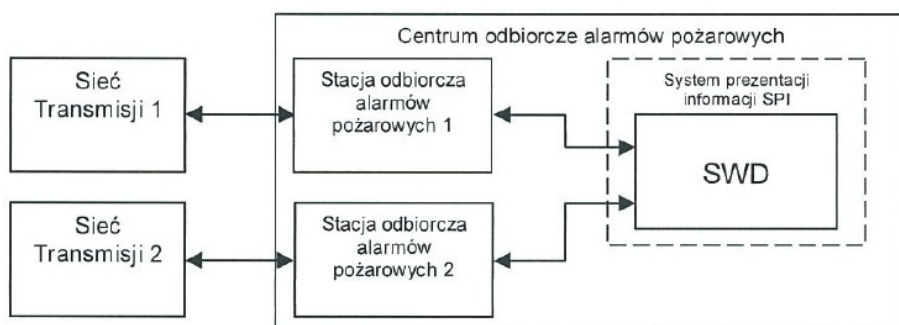 Centrum odbiorcze alarmów pożarowych
Sieć
Transmisji 1
Stacja odbiorcza
alarmów
pożarowych 1
System prezentacji
informacji SPI
SWD
Sieć
Transmisji 2
Stacja odbiorcza
alarmów
pożarowych 2